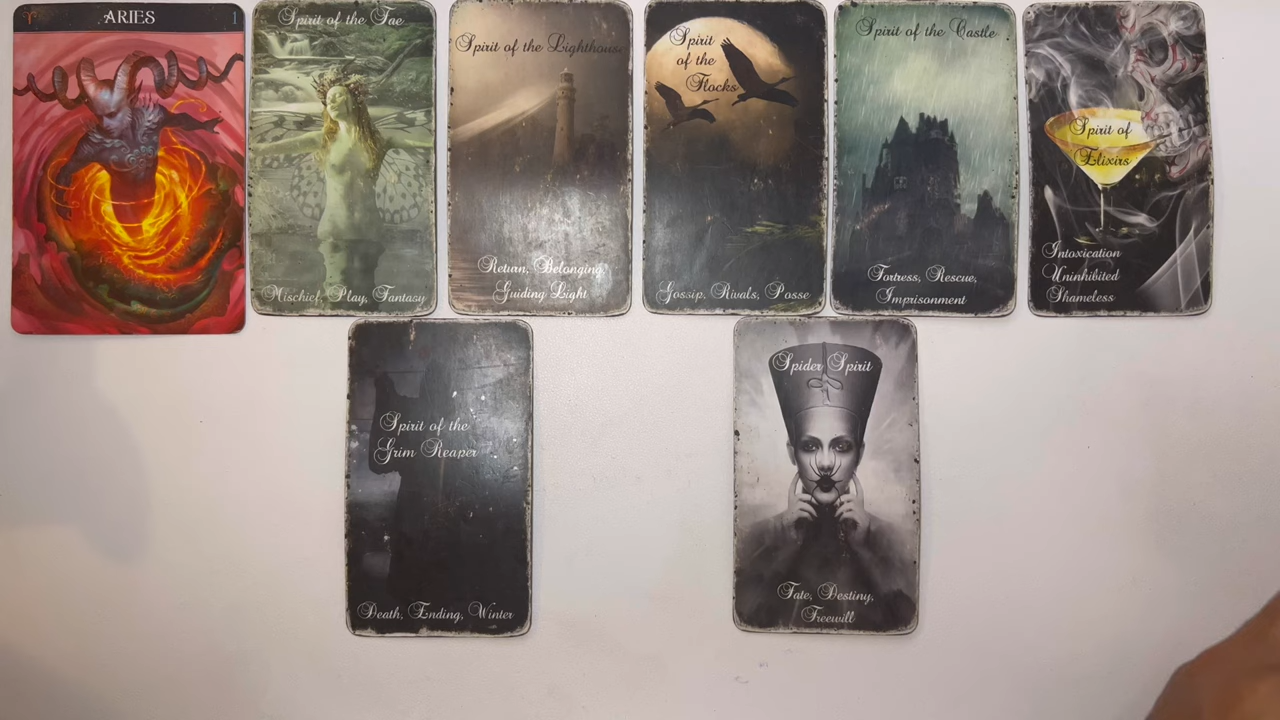 ARIES 1
Spirit of the Fae
Mischief, Play, Fantasy
Spirit of the Lighthouse
Return, Belonging,
Guiding Light
Spirit
of the
Flocks
Gossip, Rivals, Posse
Spirit of the Castle
Fortress, Rescue,
Imprisonment
Spirit of
Elixirs
Intoxication
Uninhibited
Shameless
Spirit of the
Grim Reaper
Death, Ending, Winter
Spider Spirit
Fate, Destiny,
Freewill